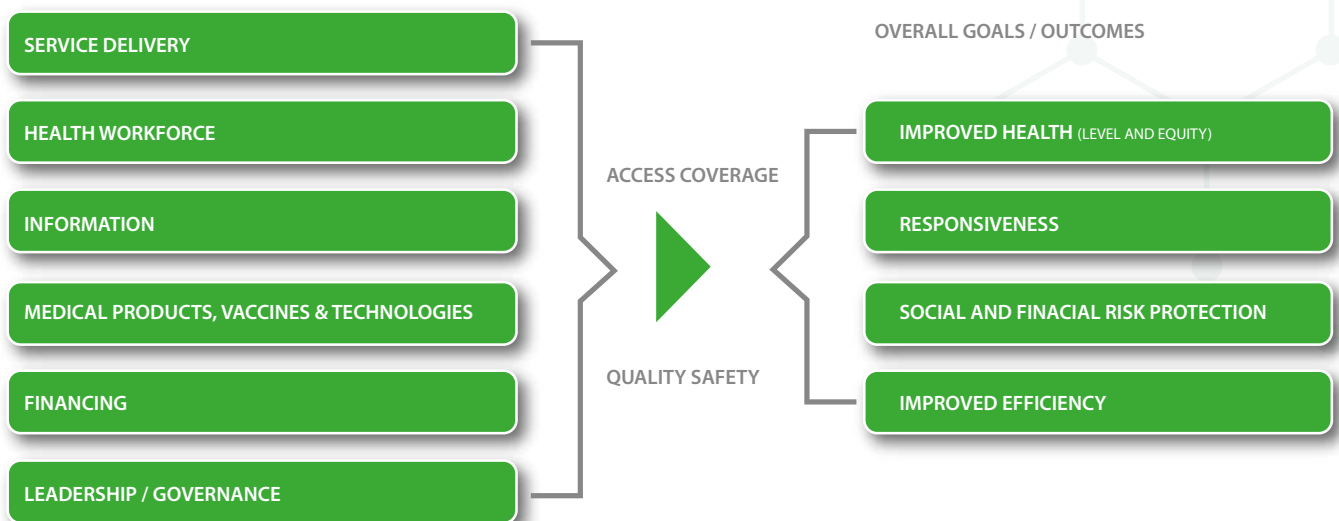 SERVICE DELIVERY
HEALTH WORKFORCE
INFORMATION
MEDICAL PRODUCTS, VACCINES & TECHNOLOGIES
FINANCING
LEADERSHIP / GOVERNANCE
ACCESS COVERAGE
QUALITY SAFETY
OVERALL GOALS / OUTCOMES
IMPROVED HEALTH (LEVEL AND EQUITY)
RESPONSIVENESS
SOCIAL AND FINACIAL RISK PROTECTION
IMPROVED EFFICIENCY